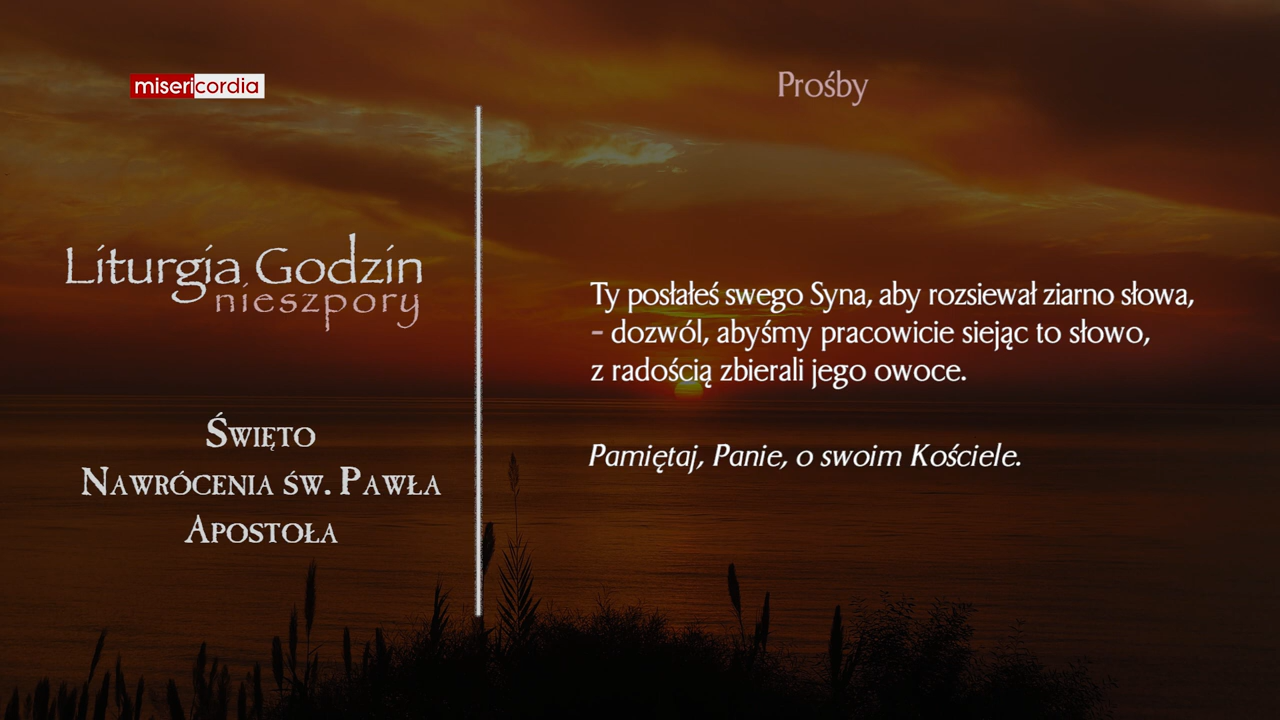 misericordia
Liturgia Godzin
nieszpory
Święto
Nawrócenia św. Pawła
Apostoła
Prośby
Ty posłałeś swego Syna, aby rozsiewał ziarno słowa,
- dozwól, abyśmy pracowicie siejąc to słowo,
z radością zbierali jego owoce.
Pamiętaj, Panie, o swoim Kościele.